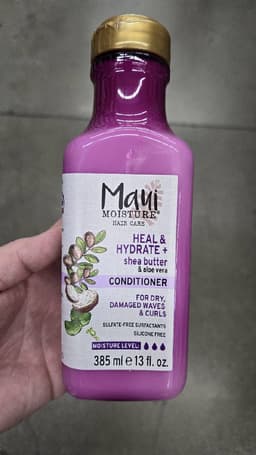 Maui
MOISTURE®
HAIR CARE
HEAL &
HYDRATE +
shea butter
& aloe vera
CONDITIONER
FOR DRY,
DAMAGED WAVES
& CURLS
SULFATE-FREE SURFACTANTS
SILICONE FREE
MOISTURE LEVEL:
385 ml e 13 fl. oz.